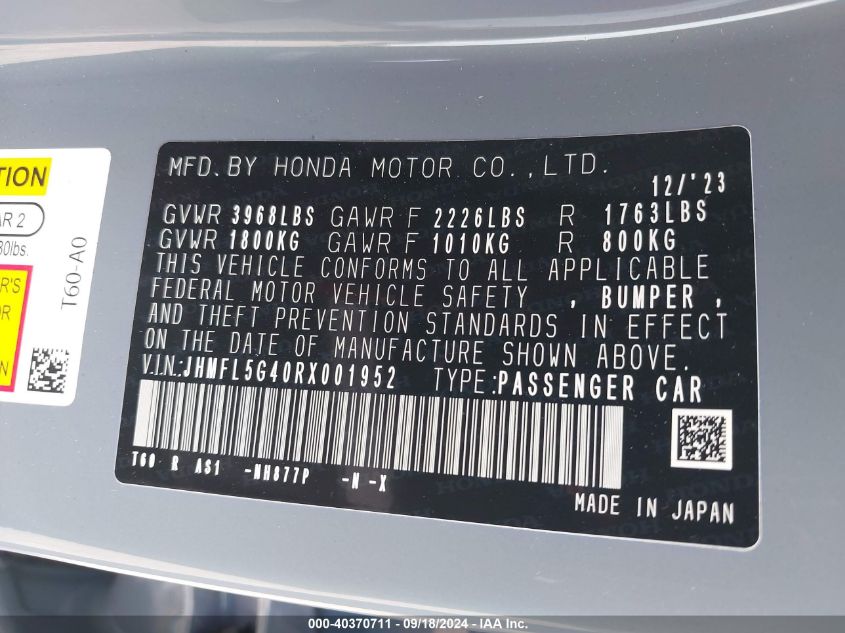 MFD. BY HONDA MOTOR CO., LTD.
12/'23
GVWR 3968LBS GAWR F 2226LBS R 1763LBS
GVWR 1800KG GAWR F 1010KG R 800KG
THIS VEHICLE CONFORMS TO ALL APPLICABLE
FEDERAL MOTOR VEHICLE SAFETY , BUMPER ,
AND THEFT PREVENTION STANDARDS IN EFFECT
ON THE DATE OF MANUFACTURE SHOWN ABOVE.
V.I.N.:JHMFL5G40RX001952 TYPE:PASSENGER CAR
T60 R AS1 -NH877P -N -X
MADE IN JAPAN
2
T60-A0
000-40370711 - 09/18/2024 - IAA Inc.